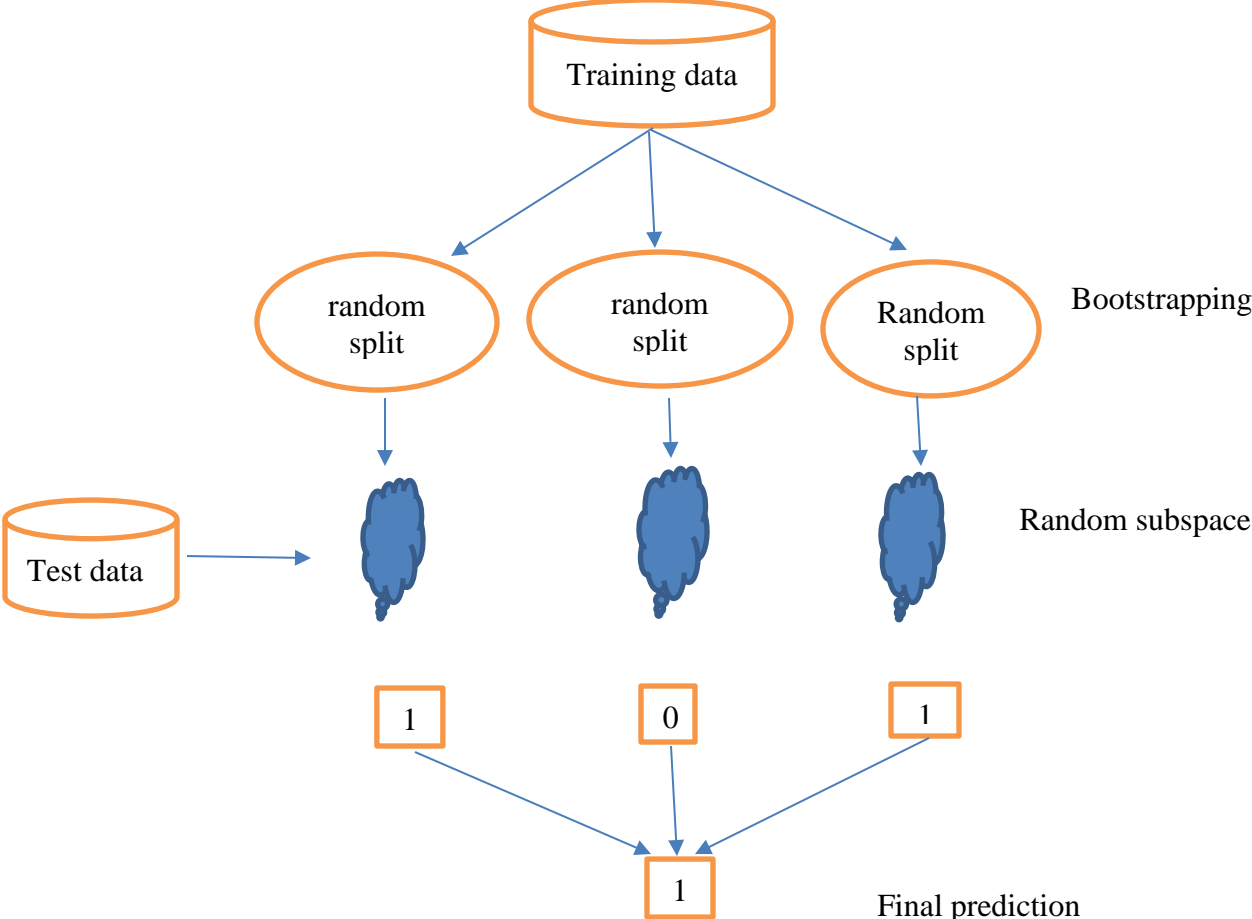 Training data
random
split
random
split
Random
split
Bootstrapping
Test data
Random subspace
1
0
1
1
Final prediction